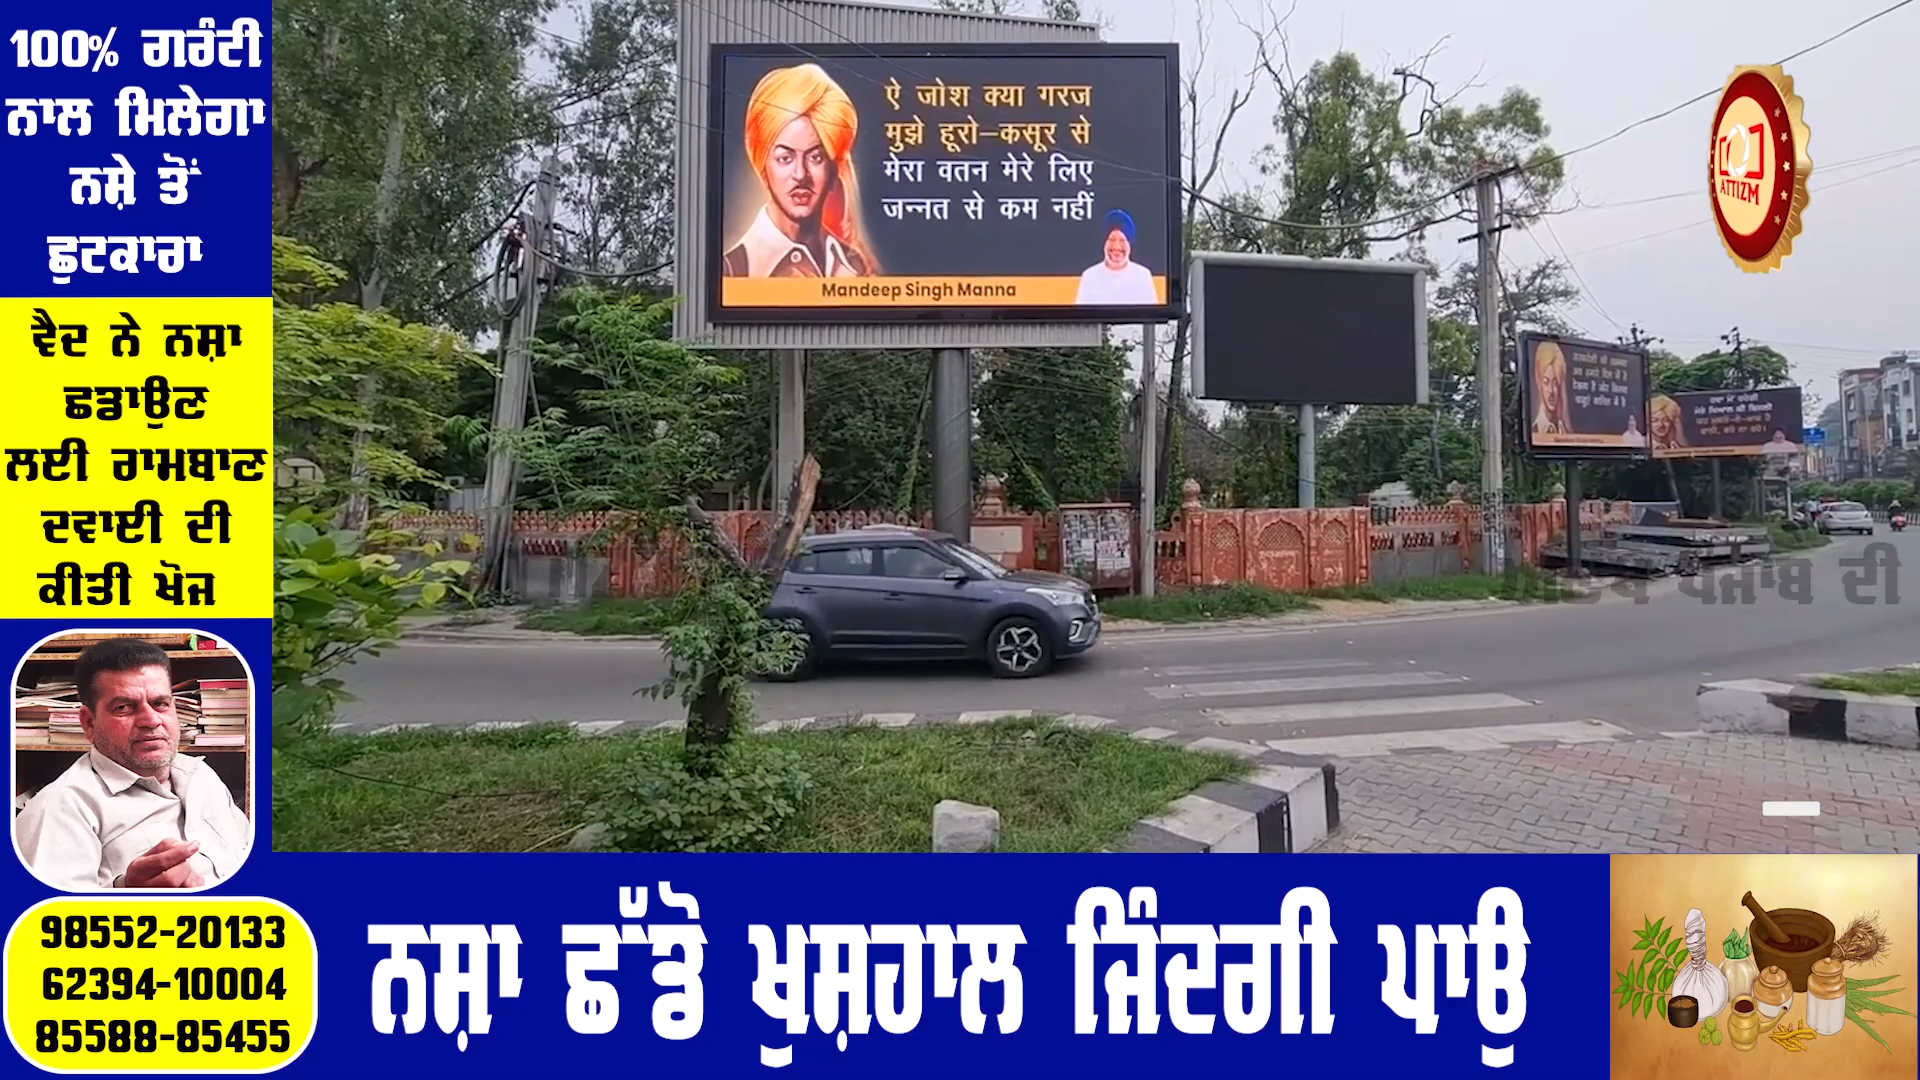 100% ਗਰੰਟੀ
ਨਾਲ ਮਿਲੇਗਾ
ਨਸ਼ੇ ਤੋਂ
ਛੁਟਕਾਰਾ
ਵੈਦ ਨੇ ਨਸ਼ਾ
ਛਡਾਉਣ
ਲਈ ਰਾਮਬਾਣ
ਦਵਾਈ ਦੀ
ਕੀਤੀ ਖੋਜ
98552-20133
62394-10004
85588-85455
ऐ जोश क्या गरज
मुझे हूरो-कसूर से
मेरा वतन मेरे लिए
जन्नत से कम नहीं
Mandeep Singh Manna
ATTIZM
ਪੰਜਾਬ ਦੀ
ਨਸ਼ਾ ਛੱਡੋ ਖੁਸ਼ਹਾਲ ਜ਼ਿੰਦਗੀ ਪਾਉ